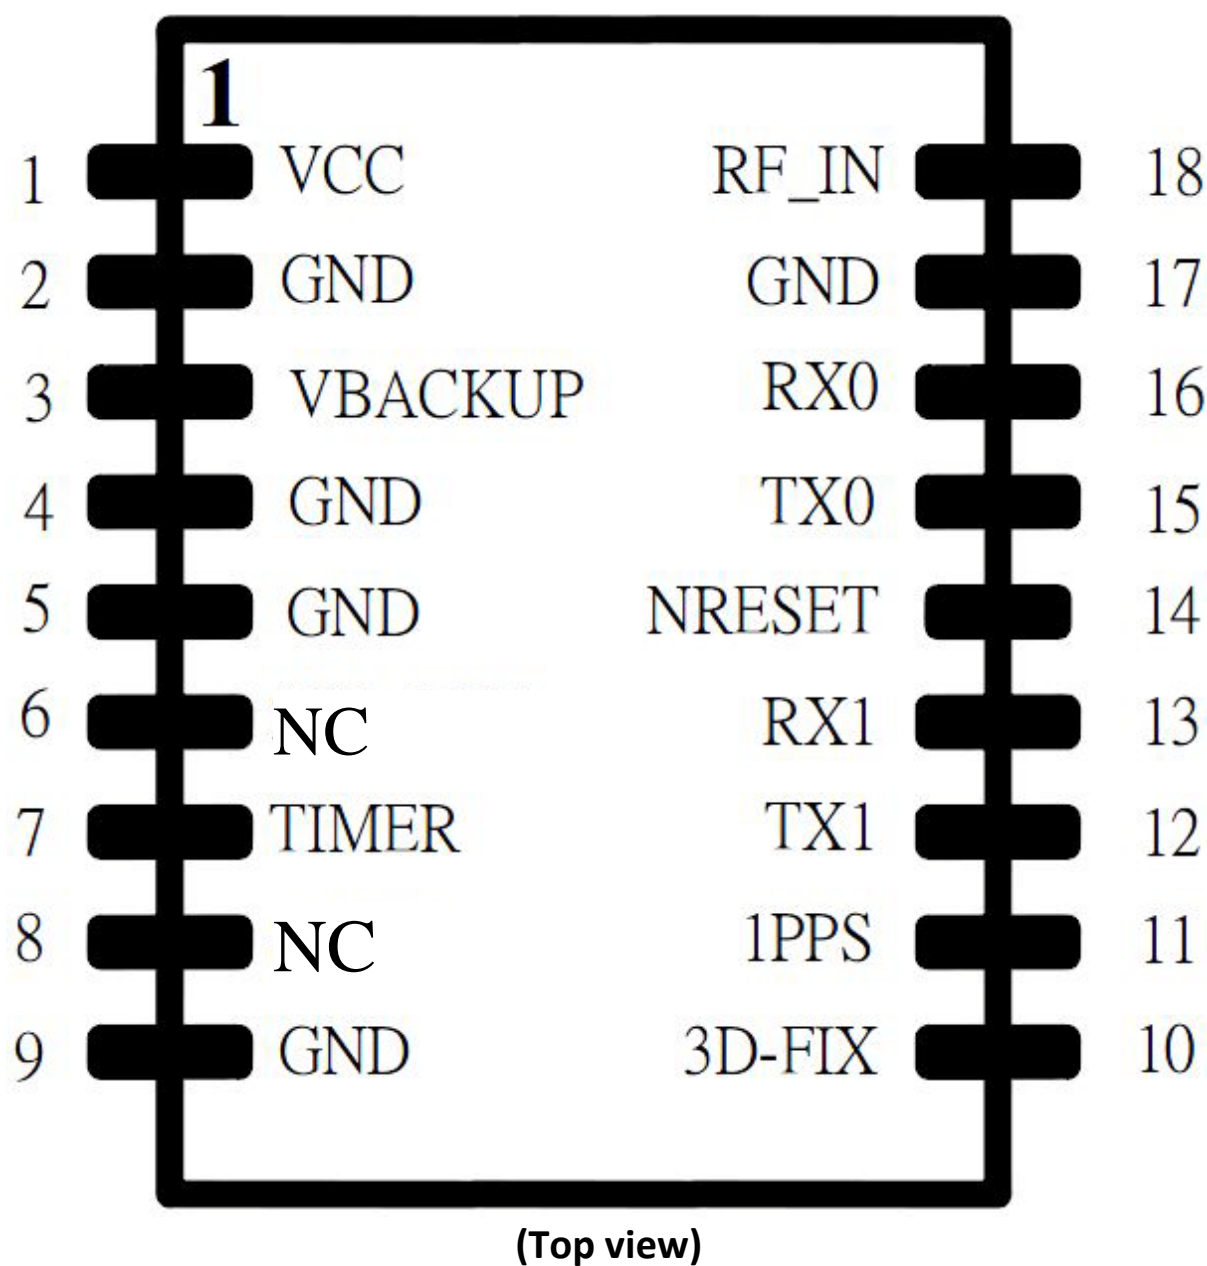 1
1 VCC RF_IN 18
2 GND GND 17
3 VBACKUP RX0 16
4 GND TX0 15
5 GND NRESET 14
6 NC RX1 13
7 TIMER TX1 12
8 NC 1PPS 11
9 GND 3D-FIX 10
(Top view)